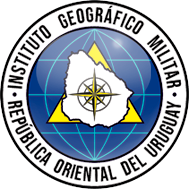 INSTITUTO GEOGRÁFICO MILITAR
REPÚBLICA ORIENTAL DEL URUGUAY